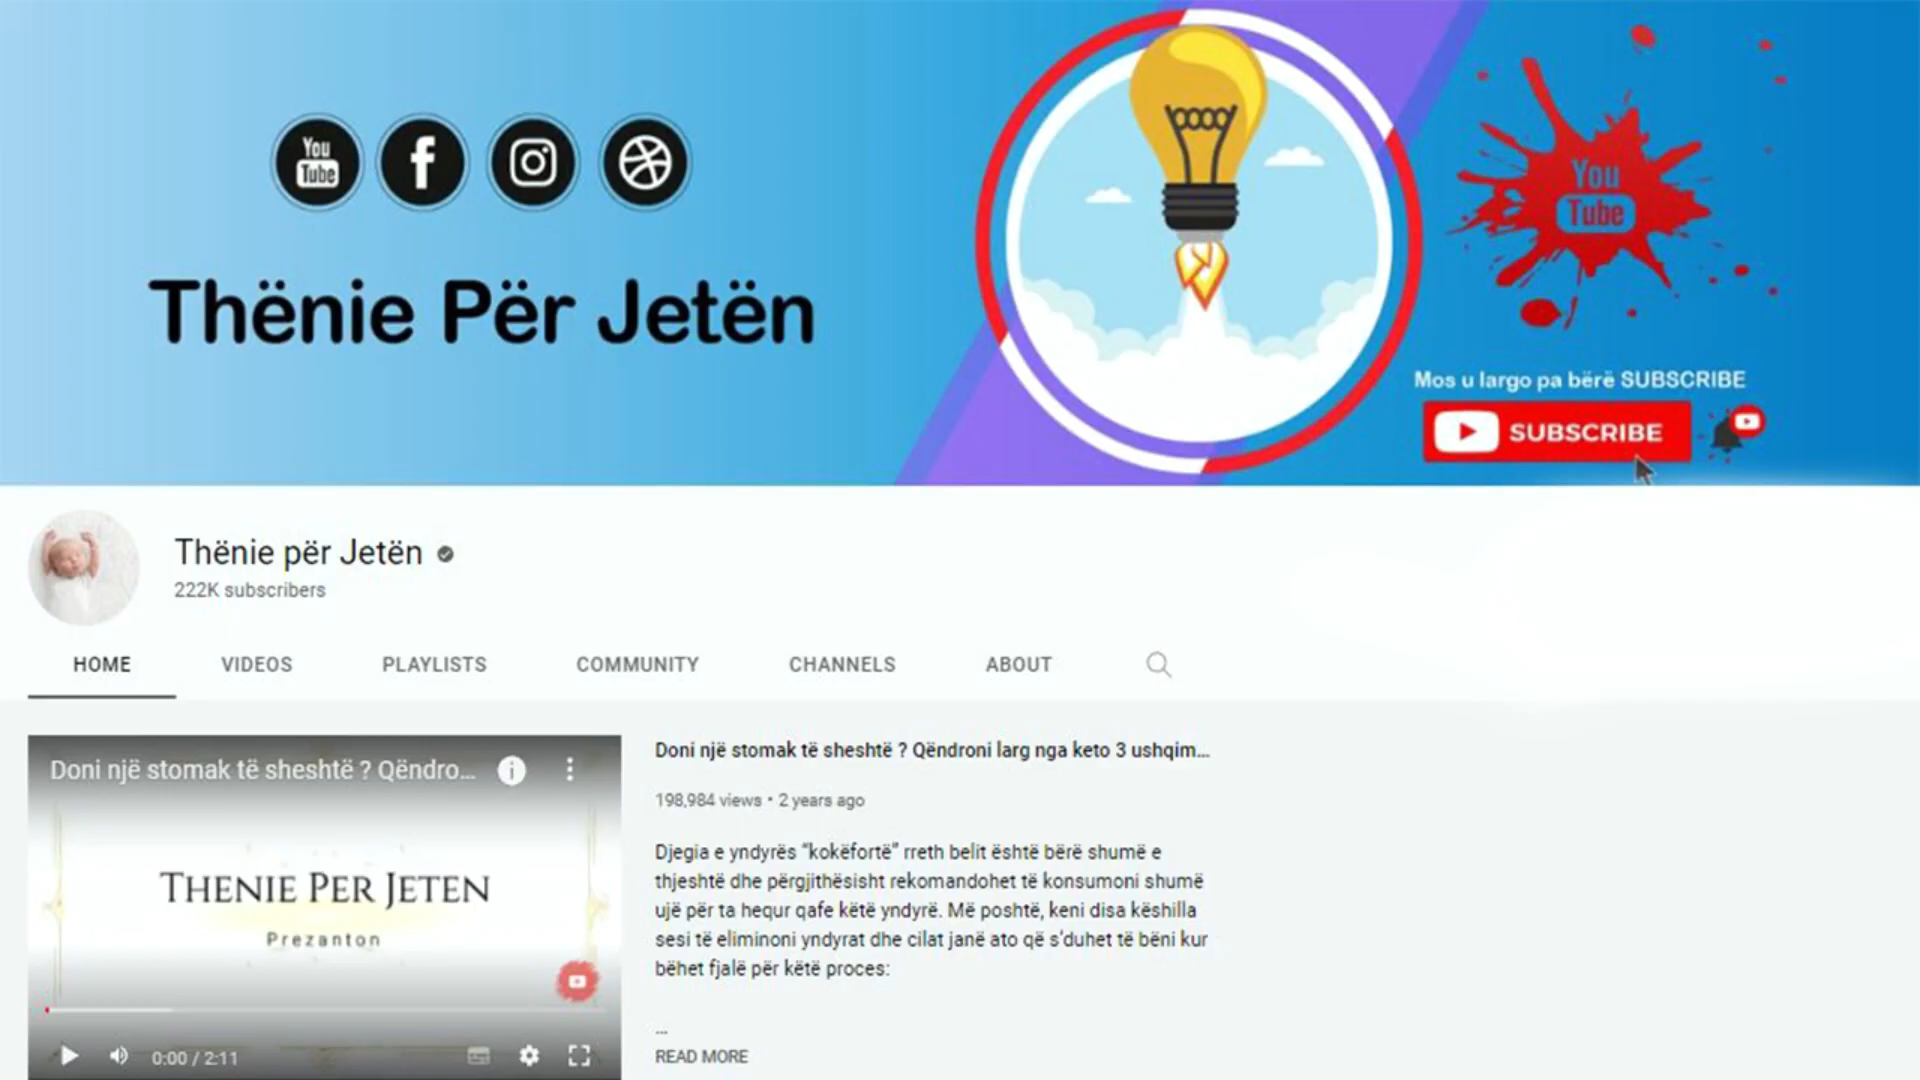 You
Tube
Thënie Për Jetën
You
Tube
Mos u largo pa bërë SUBSCRIBE
SUBSCRIBE
Thënie për Jetën
222K subscribers
HOME VIDEOS PLAYLISTS COMMUNITY CHANNELS ABOUT
Doni një stomak të sheshtë ? Qëndro...
THENIE PER JETEN
Prezanton
0:00 / 2:11
Doni një stomak të sheshtë ? Qëndroni larg nga keto 3 ushqim...
198,984 views • 2 years ago
Djegia e yndyrës “kokëfortë” rreth belit është bërë shumë e
thjeshtë dhe përgjithësisht rekomandohet të konsumoni shumë
ujë për ta hequr qafe këtë yndyrë. Më poshtë, keni disa këshilla
sesi të eliminoni yndyrat dhe cilat janë ato që s'duhet të bëni kur
bëhet fjalë për këtë proces:
...
READ MORE